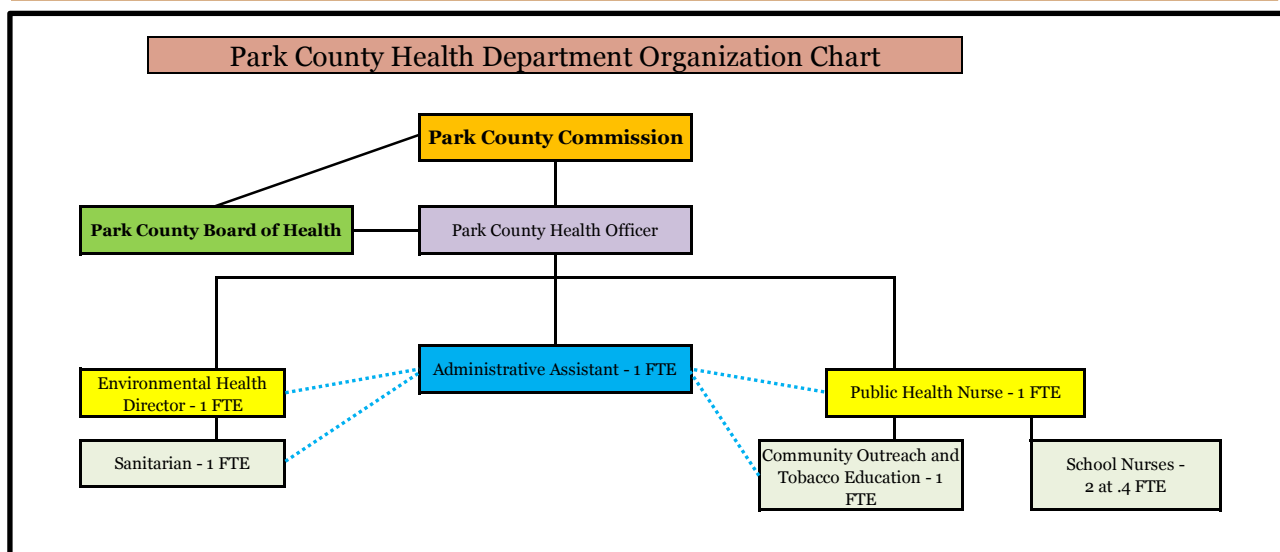 Park County Health Department Organization Chart
Park County Commission
Park County Board of Health
Park County Health Officer
Environmental Health
Director - 1 FTE
Administrative Assistant - 1 FTE
Public Health Nurse - 1 FTE
Sanitarian - 1 FTE
Community Outreach and
Tobacco Education - 1
FTE
School Nurses -
2 at .4 FTE